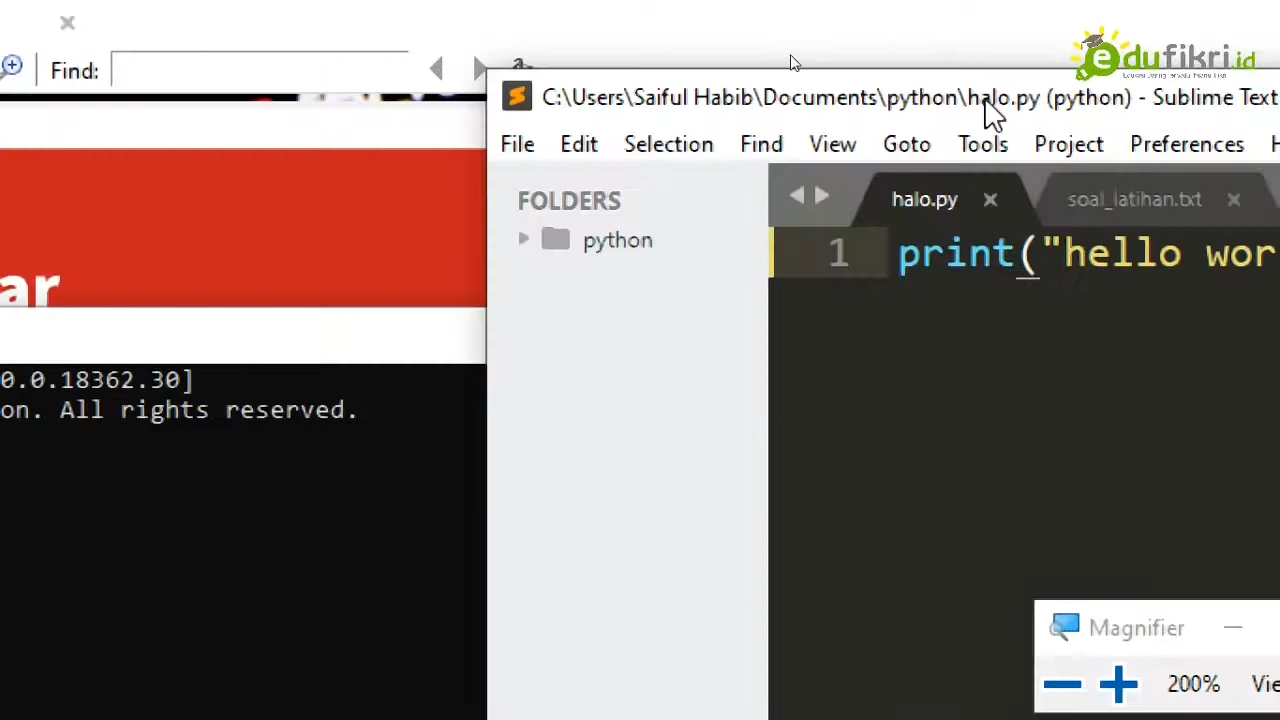 edufikri.id
Find:
C:\Users\Saiful Habib\Documents\python\halo.py (python) - Sublime Text
File Edit Selection Find View Goto Tools Project Preferences H
FOLDERS
python
halo.py
soal_latihan.txt
1 print("hello wor
ar
0.0.18362.30]
on. All rights reserved.
Magnifier
200% Vie